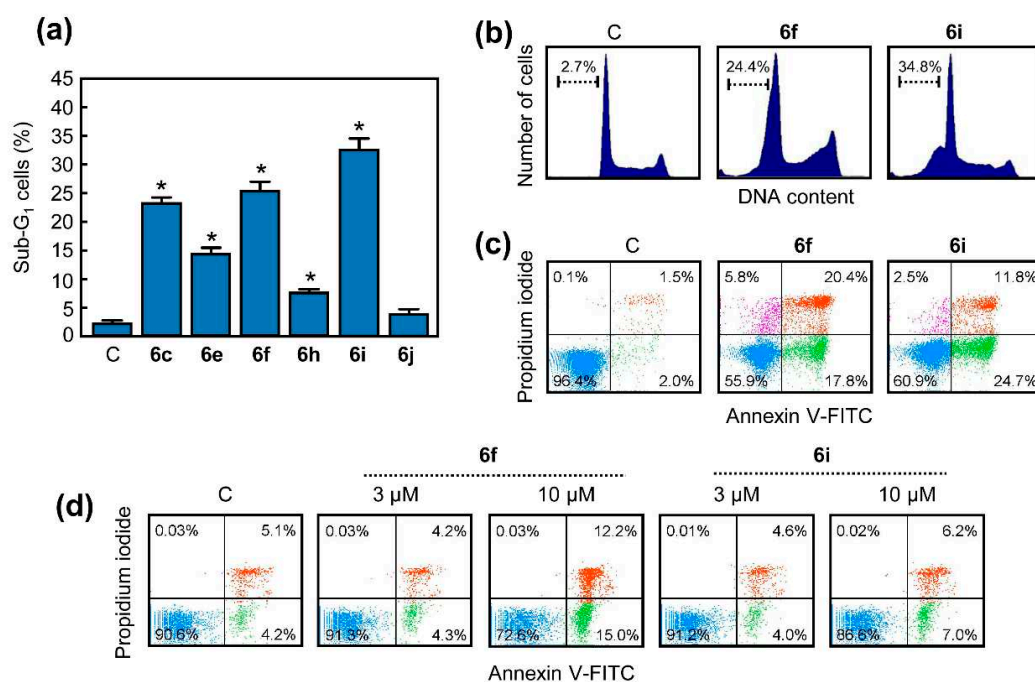 (a)
Sub-G1 cells (%)
45
40
35
30
25
20
15
10
5
0
* * * * *
C 6c 6e 6f 6h 6i 6j
(b)
C 6f 6i
Number of cells
2.7% 24.4% 34.8%
DNA content
(c)
C 6f 6i
Propidium iodide
0.1% 1.5% 5.8% 20.4% 2.5% 11.8%
96.4% 2.0% 55.9% 17.8% 60.9% 24.7%
Annexin V-FITC
6f 6i
(d)
C 3 µM 10 µM 3 µM 10 µM
Propidium iodide
0.03% 5.1% 0.03% 4.2% 0.03% 12.2% 0.01% 4.6% 0.02% 6.2%
90.6% 4.2% 91.3% 4.3% 72.6% 15.0% 91.2% 4.0% 86.6% 7.0%
Annexin V-FITC